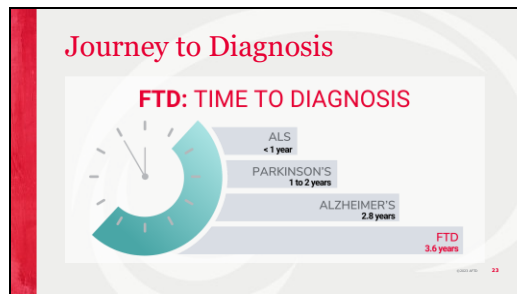 Journey to Diagnosis
FTD: TIME TO DIAGNOSIS
ALS
< 1 year
PARKINSON'S
1 to 2 years
ALZHEIMER'S
2.8 years
FTD
3.6 years
23